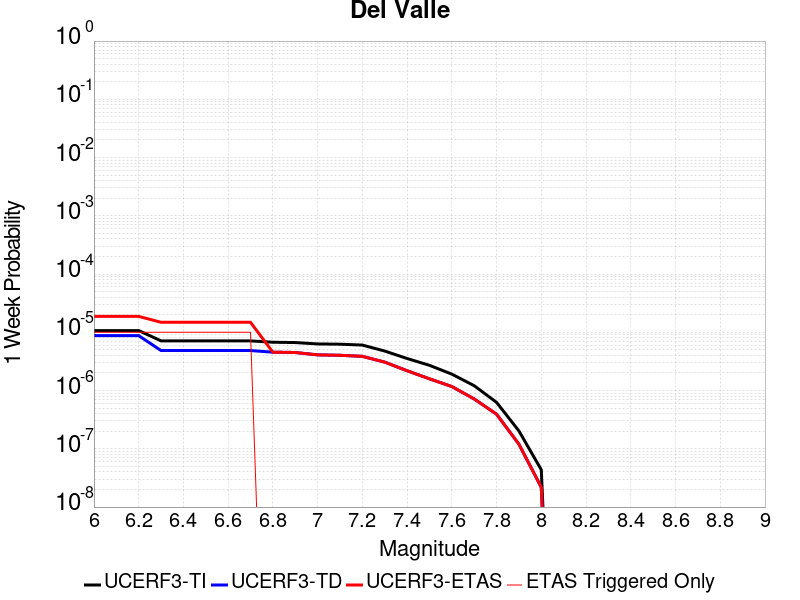 Del Valle
10 0
10 -1
10 -2
10 -3
10 -4
10 -5
10 -6
10 -7
10 -8
1 Week Probability
6 6.2 6.4 6.6 6.8 7 7.2 7.4 7.6 7.8 8 8.2 8.4 8.6 8.8 9
Magnitude
UCERF3-TI UCERF3-TD UCERF3-ETAS ETAS Triggered Only